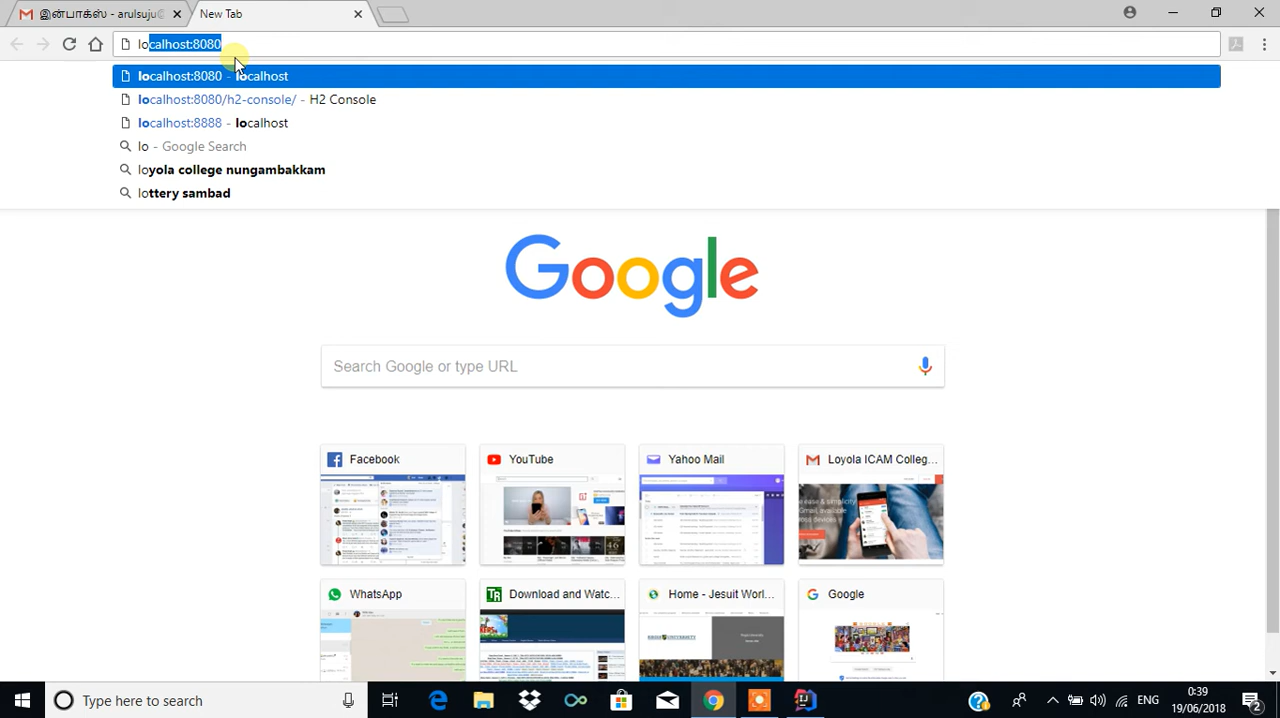 இன்பாக்ஸ் - arulsuju@
New Tab
localhost:8080
localhost:8080 - localhost
localhost:8080/h2-console/ - H2 Console
localhost:8888 - localhost
lo - Google Search
loyola college nungambakkam
lottery sambad
Google
Search Google or type URL
Facebook
YouTube
Yahoo Mail
Loyola ICAM Colleg...
WhatsApp
Download and Watc...
Home - Jesuit Worl...
Google
Type here to search
ENG
0:39
19/06/2018
2